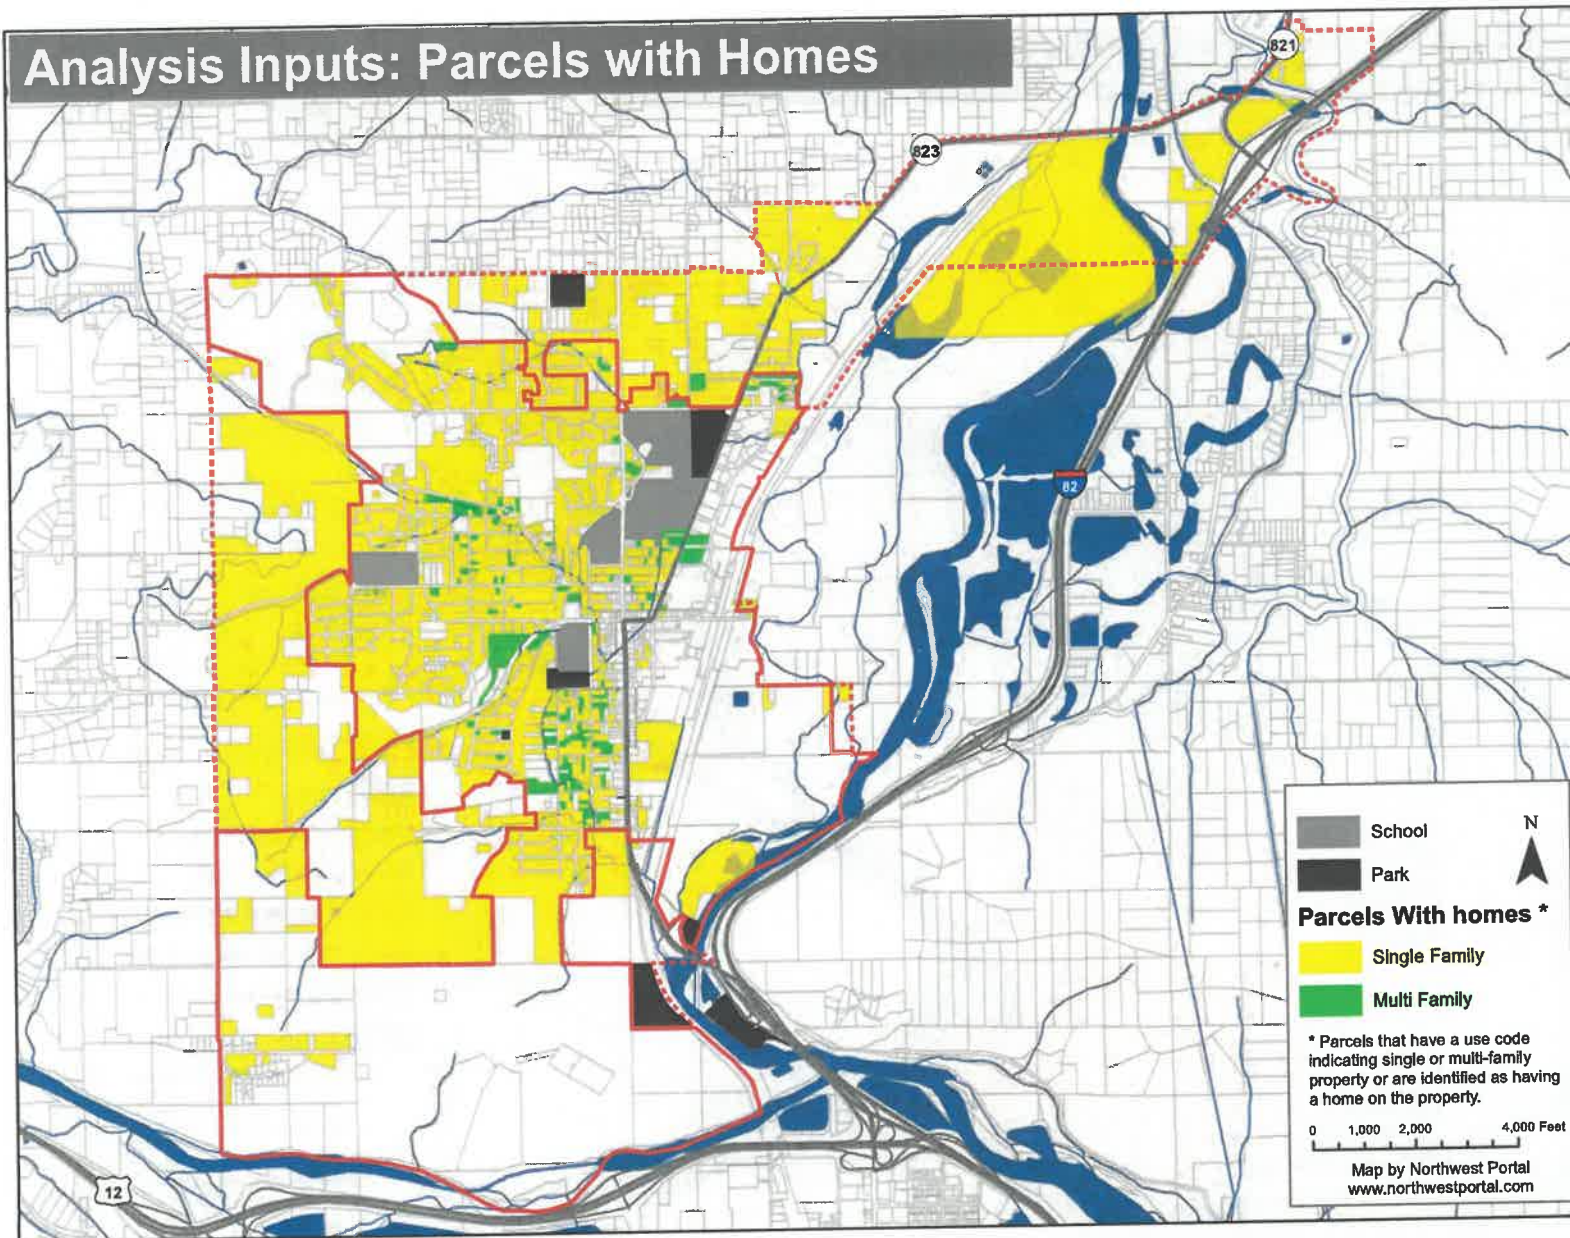 Analysis Inputs: Parcels with Homes
821
823
82
12
School
Park
N
Parcels With homes *
Single Family
Multi Family
* Parcels that have a use code
indicating single or multi-family
property or are identified as having
a home on the property.
0 1,000 2,000 4,000 Feet
Map by Northwest Portal
www.northwestportal.com